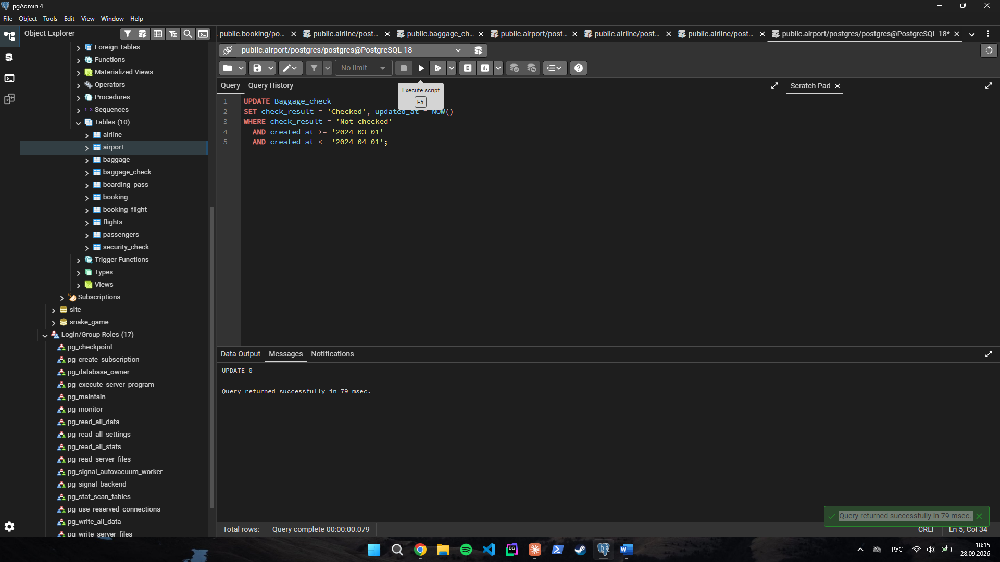 pgAdmin 4
File Object Tools Edit View Window Help
Object Explorer
Foreign Tables
Functions
Materialized Views
Operators
Procedures
1..3 Sequences
Tables (10)
airline
airport
baggage
baggage_check
boarding_pass
booking
booking_flight
flights
passengers
security_check
Trigger Functions
Types
Views
Subscriptions
site
snake_game
Login/Group Roles (17)
pg_checkpoint
pg_create_subscription
pg_database_owner
pg_execute_server_program
pg_maintain
pg_monitor
pg_read_all_data
pg_read_all_settings
pg_read_all_stats
pg_read_server_files
pg_signal_autovacuum_worker
pg_signal_backend
pg_stat_scan_tables
pg_use_reserved_connections
pg_write_all_data
pg_write_server_files
public.booking/po... public.airline/post... public.baggage_ch... public.airport/post... public.airline/post... public.airline/post... public.airport/postgres/postgres@PostgreSQL 18*
public.airport/postgres/postgres@PostgreSQL 18
No limit
E
Query Query History
Execute script
F5
Scratch Pad
1 UPDATE Baggage_check
2 SET check_result = 'Checked', updated_at = NOW()
3 WHERE check_result = 'Not checked'
4 AND created_at >= '2024-03-01'
5 AND created_at < '2024-04-01';
Data Output Messages Notifications
UPDATE 0
Query returned successfully in 79 msec.
Query returned successfully in 79 msec.
Total rows: Query complete 00:00:00.079
CRLF Ln 5, Col 34
DG
РУС
18:15
28.09.2026